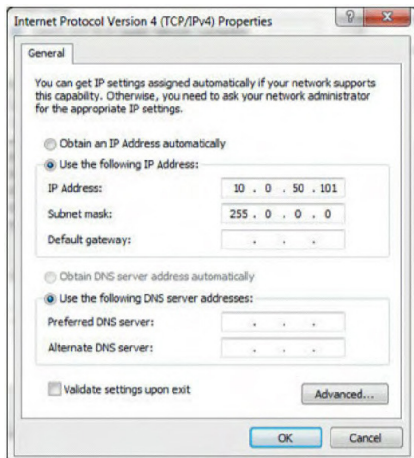 Internet Protocol Version 4 (TCP/IPv4) Properties
?
X
General
You can get IP settings assigned automatically if your network supports
this capability. Otherwise, you need to ask your network administrator
for the appropriate IP settings.
Obtain an IP Address automatically
Use the following IP Address:
IP Address: 10 . 0 . 50 . 101
Subnet mask: 255 . 0 . 0 . 0
Default gateway: . . .
Obtain DNS server address automatically
Use the following DNS server addresses:
Preferred DNS server: . . .
Alternate DNS server: . . .
Validate settings upon exit
Advanced...
OK Cancel